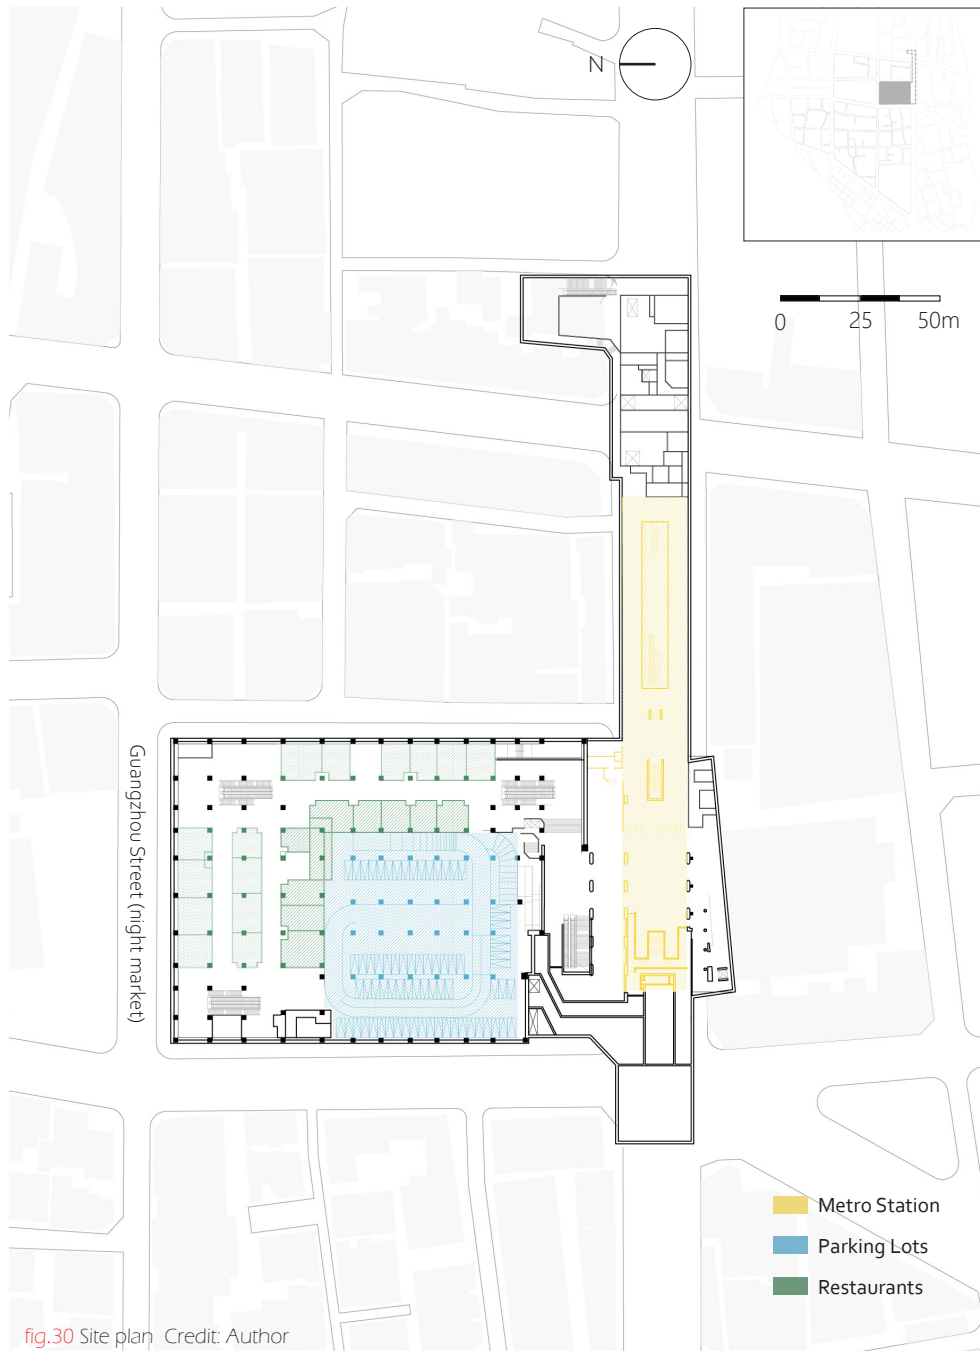 N
0 25 50m
Guangzhou Street (night market)
Metro Station
Parking Lots
Restaurants
fig.30 Site plan Credit: Author